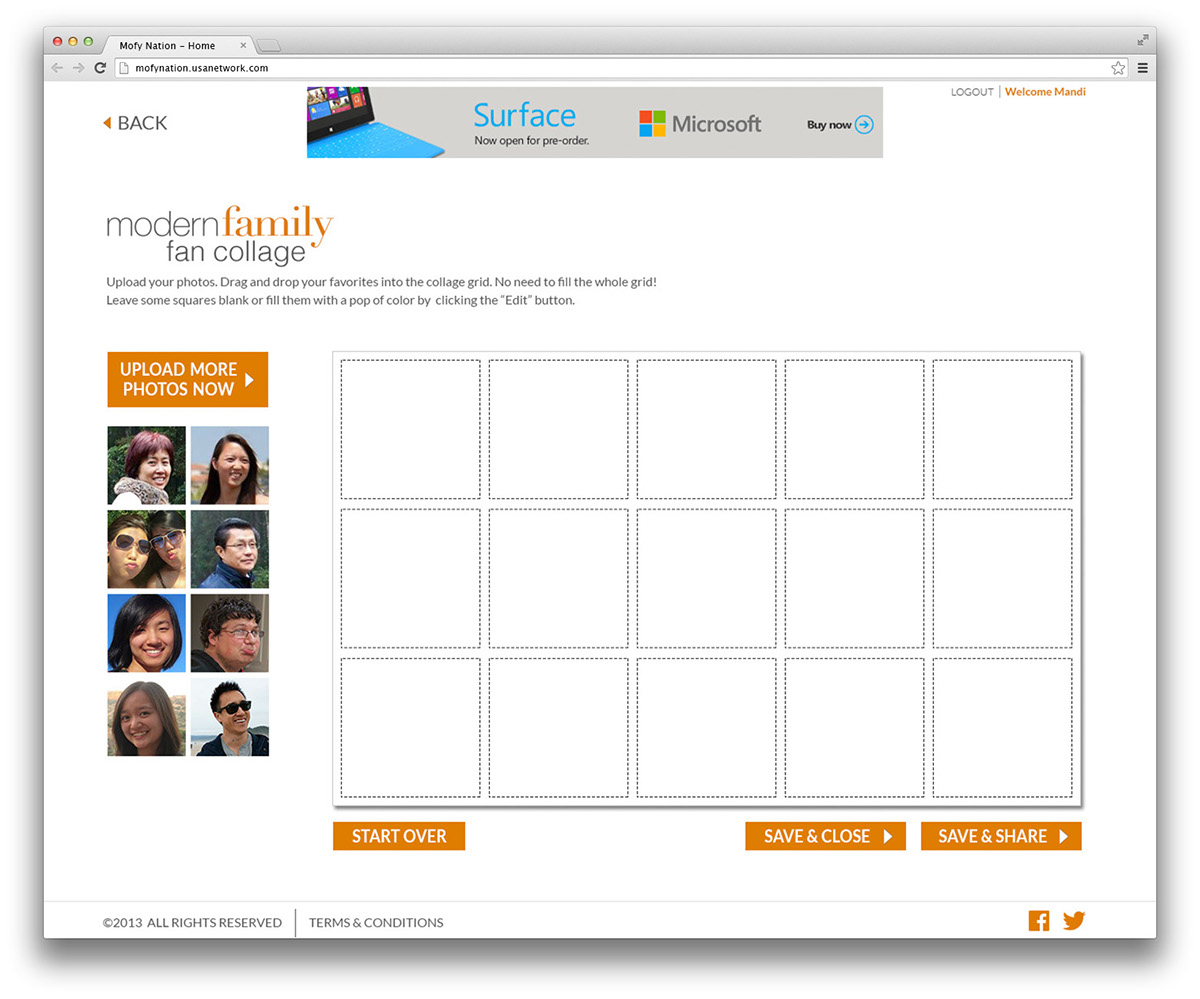 Mofy Nation – Home
mofynation.usanetwork.com
LOGOUT | Welcome Mandi
BACK
Surface
Now open for pre-order.
Microsoft
Buy now
modernfamily
fan collage
Upload your photos. Drag and drop your favorites into the collage grid. No need to fill the whole grid!
Leave some squares blank or fill them with a pop of color by  clicking the “Edit” button.
UPLOAD MORE
PHOTOS NOW
START OVER
SAVE & CLOSE
SAVE & SHARE
©2013 ALL RIGHTS RESERVED | TERMS & CONDITIONS